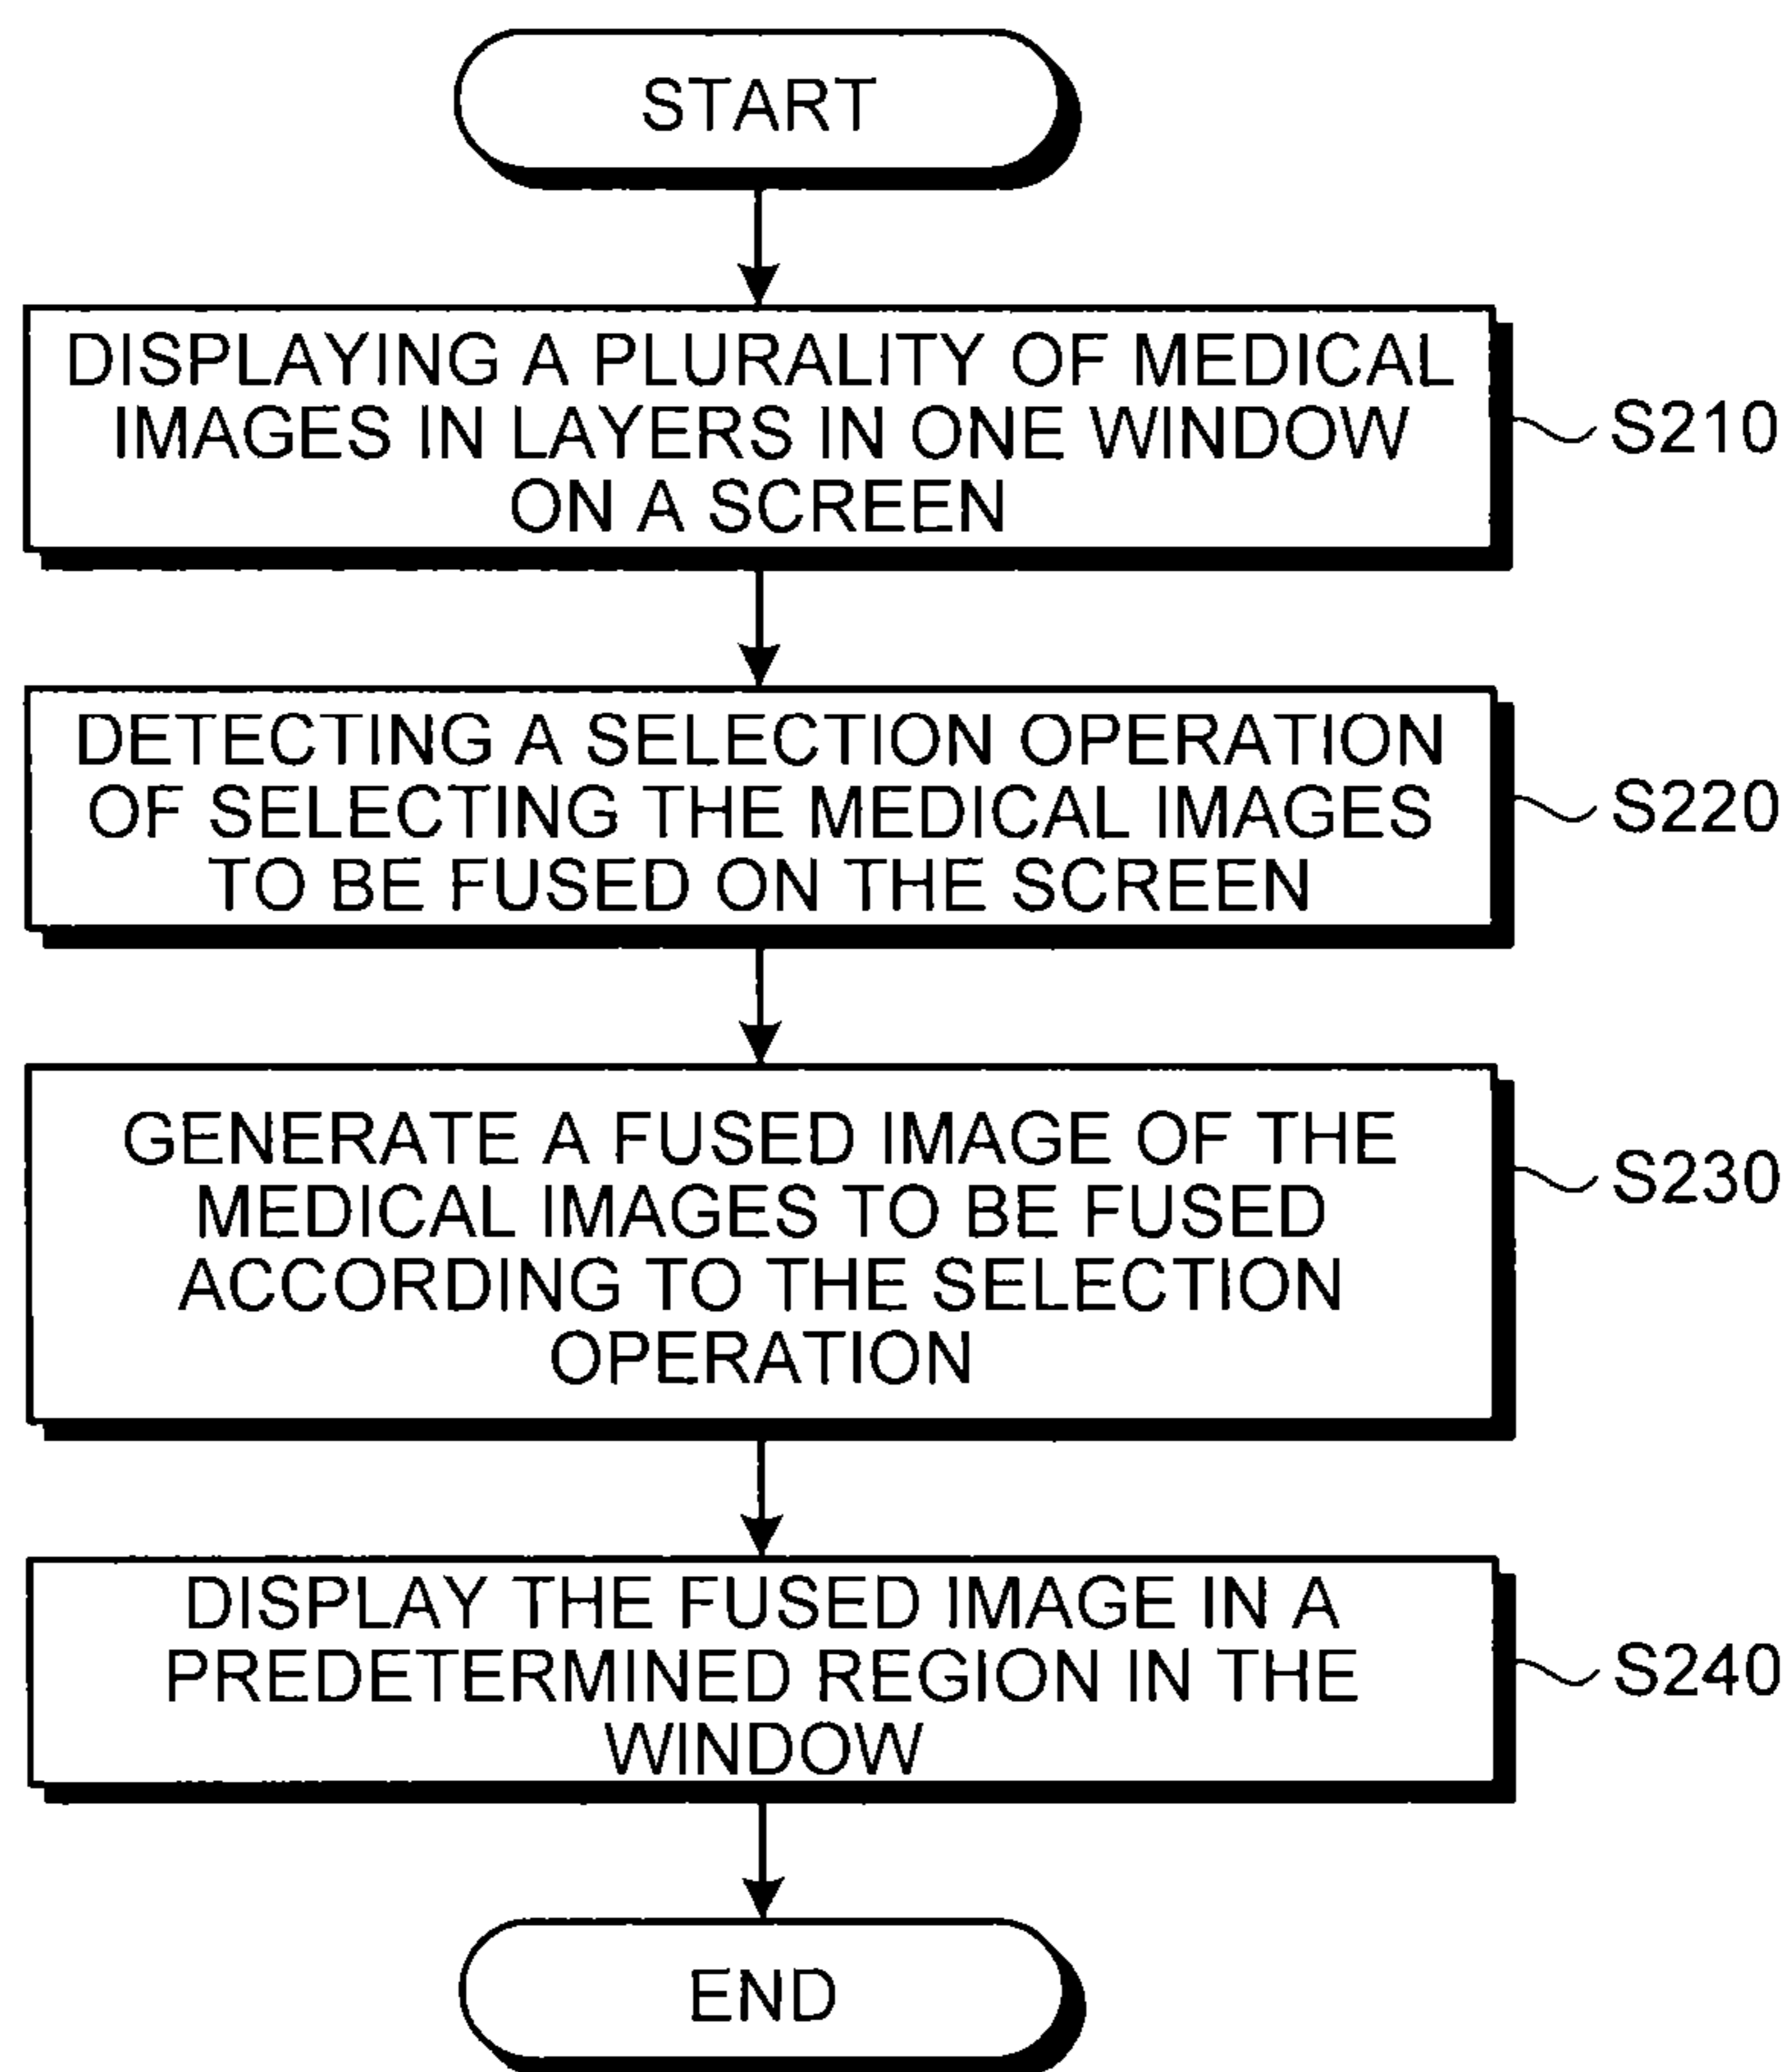 START
DISPLAYING A PLURALITY OF MEDICAL
IMAGES IN LAYERS IN ONE WINDOW
ON A SCREEN
S210
DETECTING A SELECTION OPERATION
OF SELECTING THE MEDICAL IMAGES
TO BE FUSED ON THE SCREEN
S220
GENERATE A FUSED IMAGE OF THE
MEDICAL IMAGES TO BE FUSED
ACCORDING TO THE SELECTION
OPERATION
S230
DISPLAY THE FUSED IMAGE IN A
PREDETERMINED REGION IN THE
WINDOW
S240
END